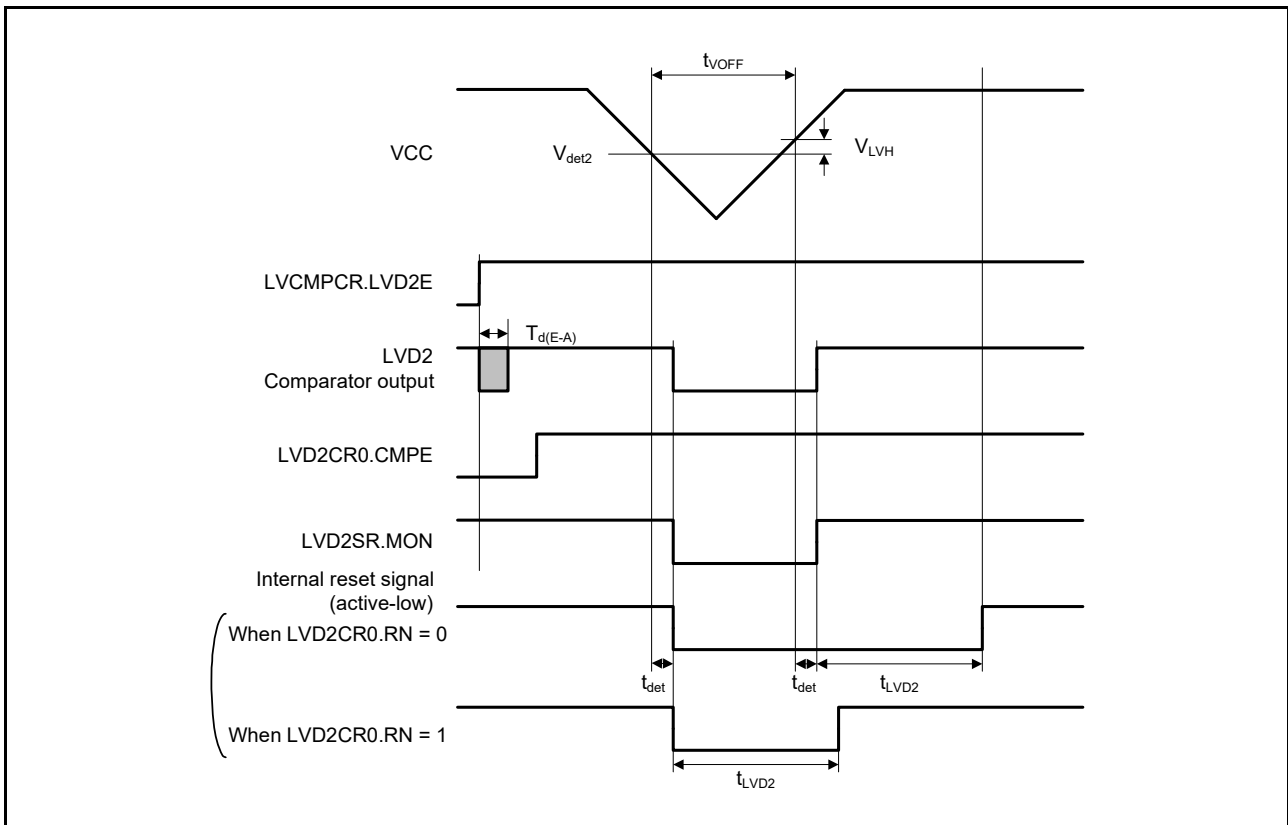 tVOFF
VCC
Vdet2
VLVH
LVCMPCR.LVD2E
Td(E-A)
LVD2
Comparator output
LVD2CR0.CMPE
LVD2SR.MON
Internal reset signal
(active-low)
When LVD2CR0.RN = 0
tdet
tdet
tLVD2
When LVD2CR0.RN = 1
tLVD2